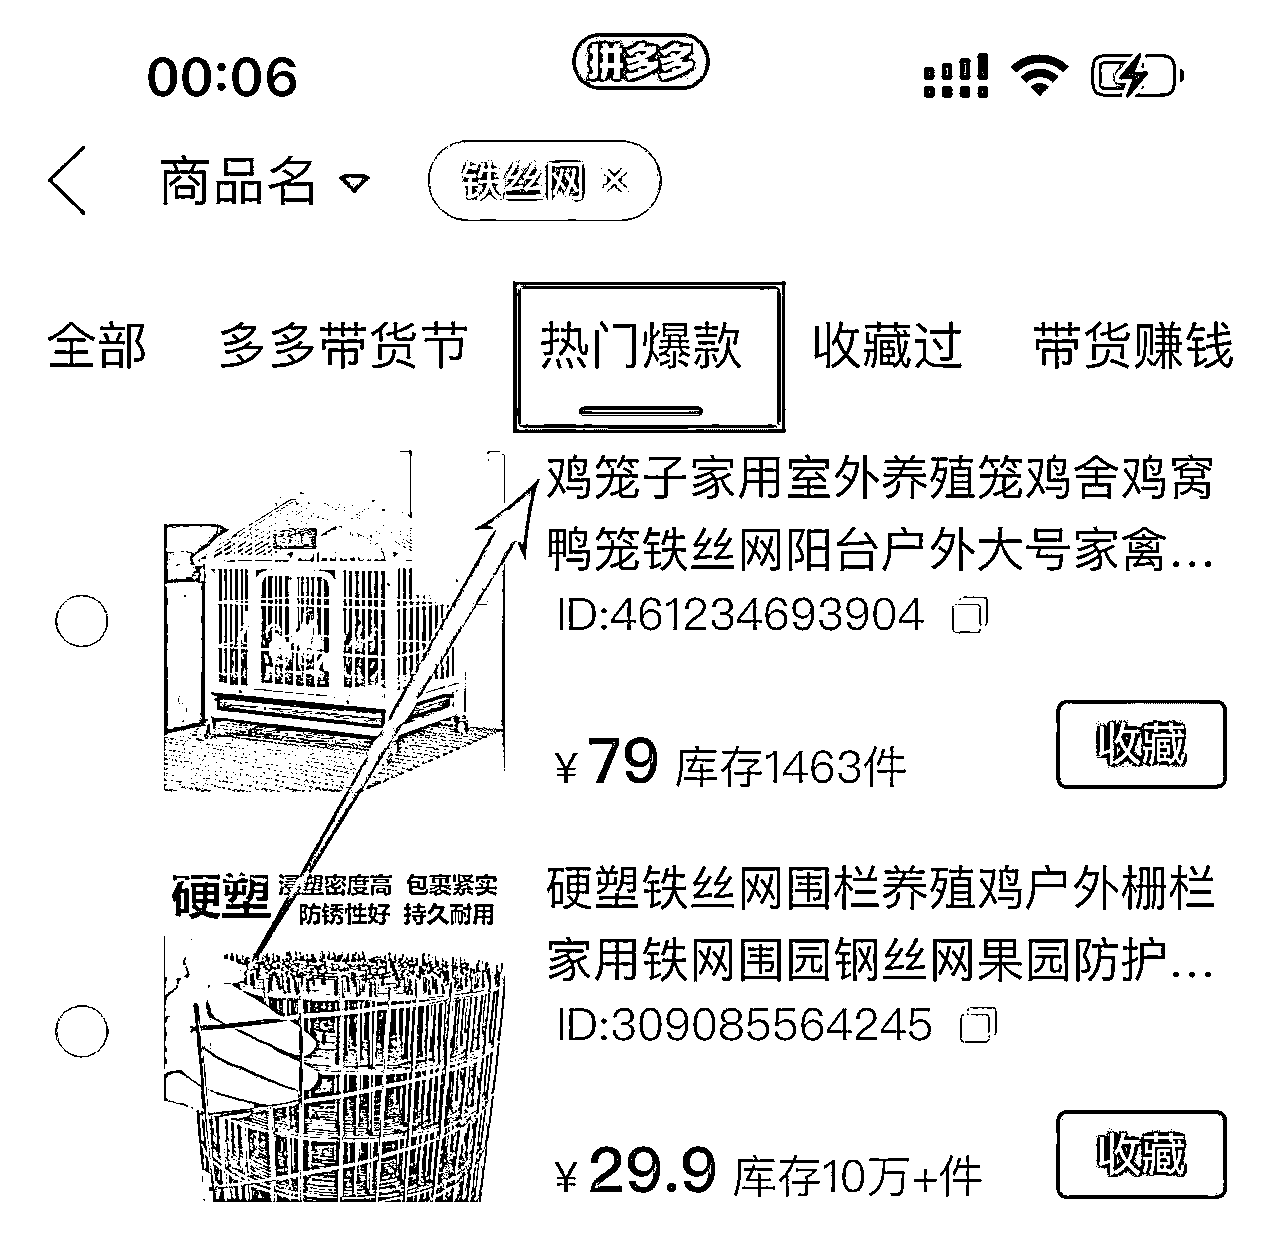 00:06
拼多多
商品名
铁丝网 ×
全部 多多带货节 热门爆款 收藏过 带货赚钱
鸡笼子家用室外养殖笼鸡舍鸡窝
鸭笼铁丝网阳台户外大号家禽...
ID:461234693904
¥79 库存1463件
收藏
硬塑 浸塑密度高 包裹紧实
防锈性好 持久耐用
硬塑铁丝网围栏养殖鸡户外栅栏
家用铁网围园钢丝网果园防护...
ID:309085564245
¥29.9 库存10万+件
收藏